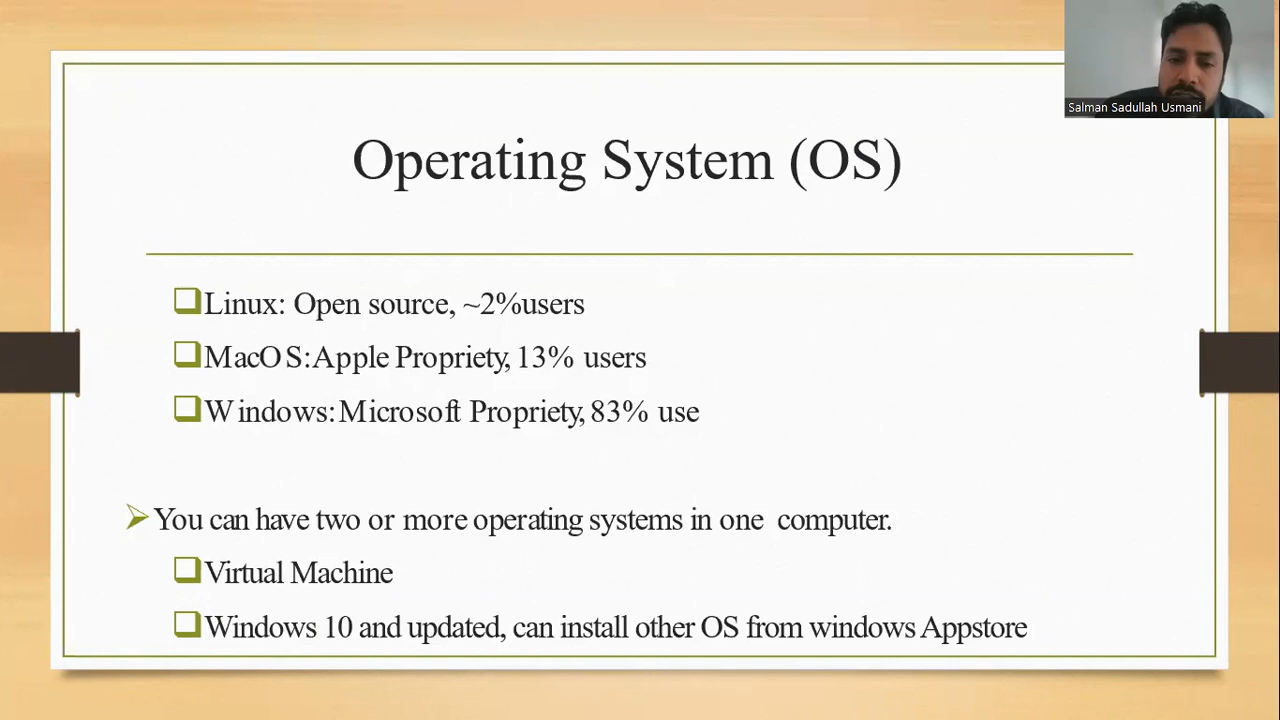 Salman Sadullah Usmani
Operating System (OS)
Linux: Open source, ~2%users
MacOS:Apple Propriety, 13% users
Windows:Microsoft Propriety, 83% use
You can have two or more operating systems in one computer.
Virtual Machine
Windows 10 and updated, can install other OS from windows Appstore